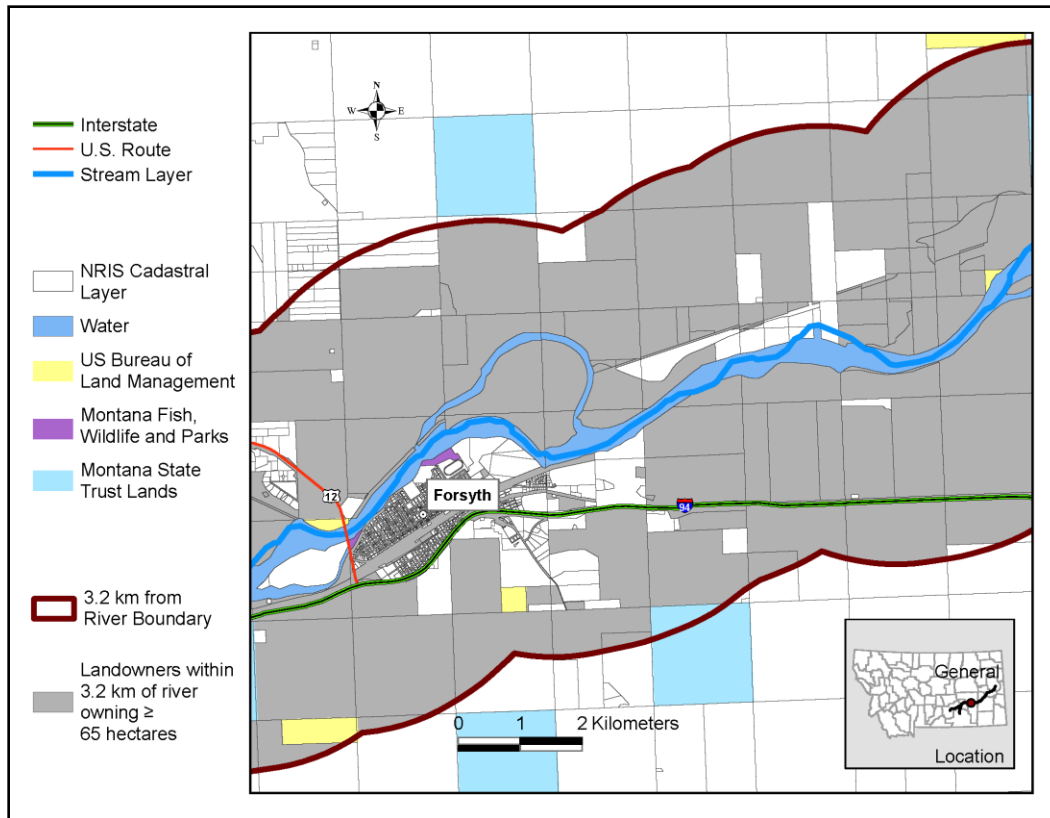 Interstate
U.S. Route
Stream Layer
NRIS Cadastral
Layer
Water
US Bureau of
Land Management
Montana Fish,
Wildlife and Parks
Montana State
Trust Lands
3.2 km from
River Boundary
Landowners within
3.2 km of river
owning ≥
65 hectares
N
W E
S
12
Forsyth
94
0 1 2 Kilometers
General
Location